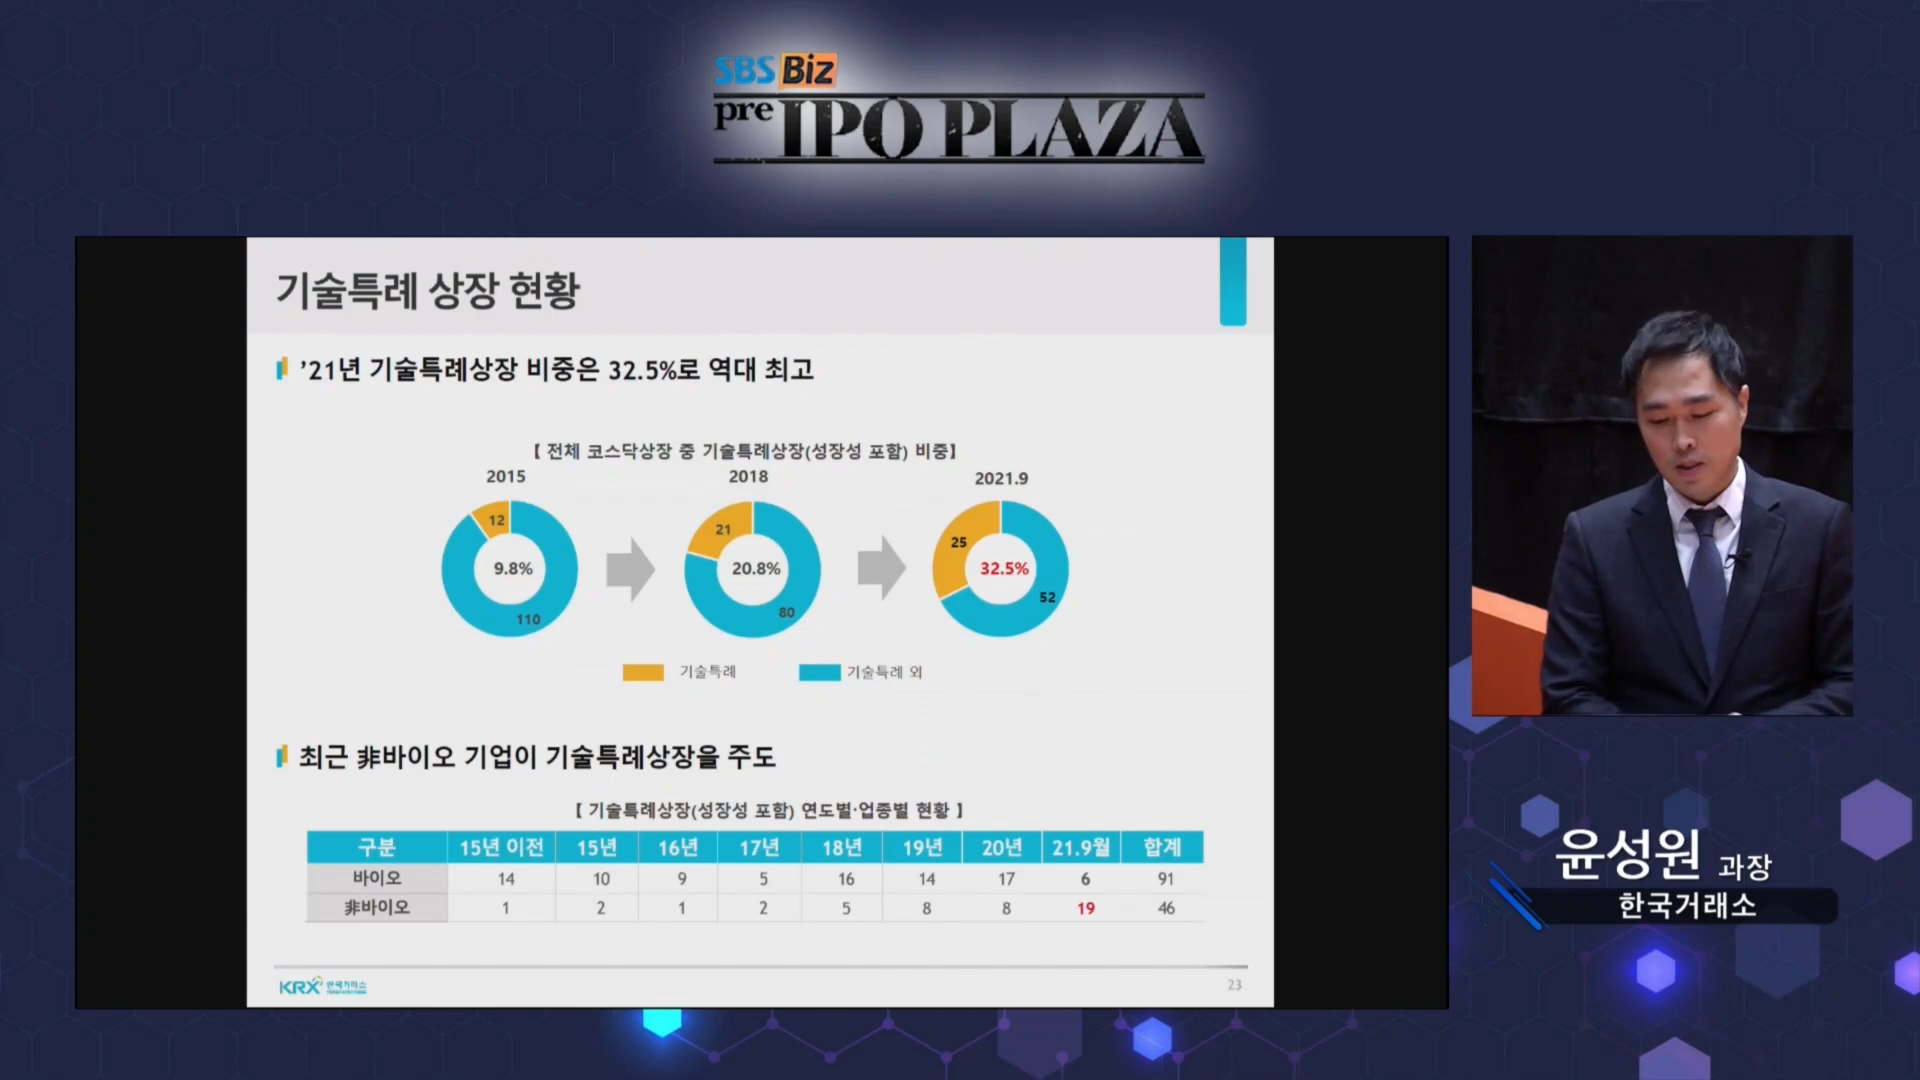 SBS Biz
pre IPO PLAZA
기술특례 상장 현황
’21년 기술특례상장 비중은 32.5%로 역대 최고
【 전체 코스닥상장 중 기술특례상장(성장성 포함) 비중】
2015 2018 2021.9
12 9.8% 110
21 20.8% 80
25 32.5% 52
기술특례 기술특례 외
최근 非바이오 기업이 기술특례상장을 주도
【 기술특례상장(성장성 포함) 연도별·업종별 현황 】
구분 15년 이전 15년 16년 17년 18년 19년 20년 21.9월 합계
바이오 14 10 9 5 16 14 17 6 91
非바이오 1 2 1 2 5 8 8 19 46
KRX 한국거래소
23
윤성원 과장
한국거래소